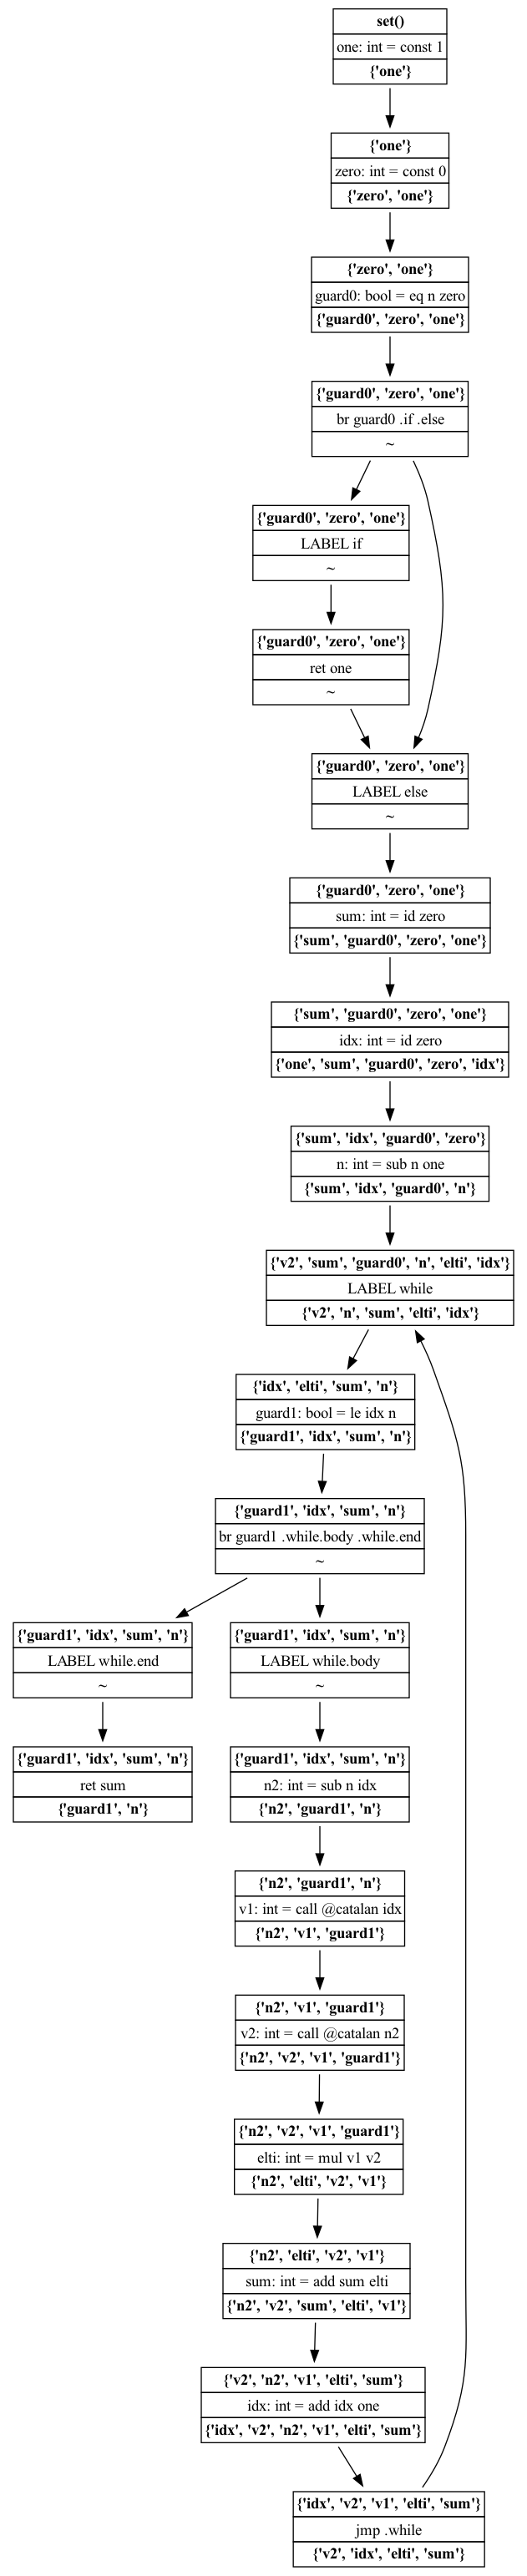 set()
one: int = const 1
{'one'}
{'one'}
zero: int = const 0
{'zero', 'one'}
{'zero', 'one'}
guard0: bool = eq n zero
{'guard0', 'zero', 'one'}
{'guard0', 'zero', 'one'}
br guard0 .if .else
~
{'guard0', 'zero', 'one'}
LABEL if
~
{'guard0', 'zero', 'one'}
ret one
~
{'guard0', 'zero', 'one'}
LABEL else
~
{'guard0', 'zero', 'one'}
sum: int = id zero
{'sum', 'guard0', 'zero', 'one'}
{'sum', 'guard0', 'zero', 'one'}
idx: int = id zero
{'one', 'sum', 'guard0', 'zero', 'idx'}
{'sum', 'idx', 'guard0', 'zero'}
n: int = sub n one
{'sum', 'idx', 'guard0', 'n'}
{'v2', 'sum', 'guard0', 'n', 'elti', 'idx'}
LABEL while
{'v2', 'n', 'sum', 'elti', 'idx'}
{'idx', 'elti', 'sum', 'n'}
guard1: bool = le idx n
{'guard1', 'idx', 'sum', 'n'}
{'guard1', 'idx', 'sum', 'n'}
br guard1 .while.body .while.end
~
{'guard1', 'idx', 'sum', 'n'}
LABEL while.end
~
{'guard1', 'idx', 'sum', 'n'}
LABEL while.body
~
{'guard1', 'idx', 'sum', 'n'}
ret sum
{'guard1', 'n'}
{'guard1', 'idx', 'sum', 'n'}
n2: int = sub n idx
{'n2', 'guard1', 'n'}
{'n2', 'guard1', 'n'}
v1: int = call @catalan idx
{'n2', 'v1', 'guard1'}
{'n2', 'v1', 'guard1'}
v2: int = call @catalan n2
{'n2', 'v2', 'v1', 'guard1'}
{'n2', 'v2', 'v1', 'guard1'}
elti: int = mul v1 v2
{'n2', 'elti', 'v2', 'v1'}
{'n2', 'elti', 'v2', 'v1'}
sum: int = add sum elti
{'n2', 'v2', 'sum', 'elti', 'v1'}
{'v2', 'n2', 'v1', 'elti', 'sum'}
idx: int = add idx one
{'idx', 'v2', 'n2', 'v1', 'elti', 'sum'}
{'idx', 'v2', 'v1', 'elti', 'sum'}
jmp .while
{'v2', 'idx', 'elti', 'sum'}